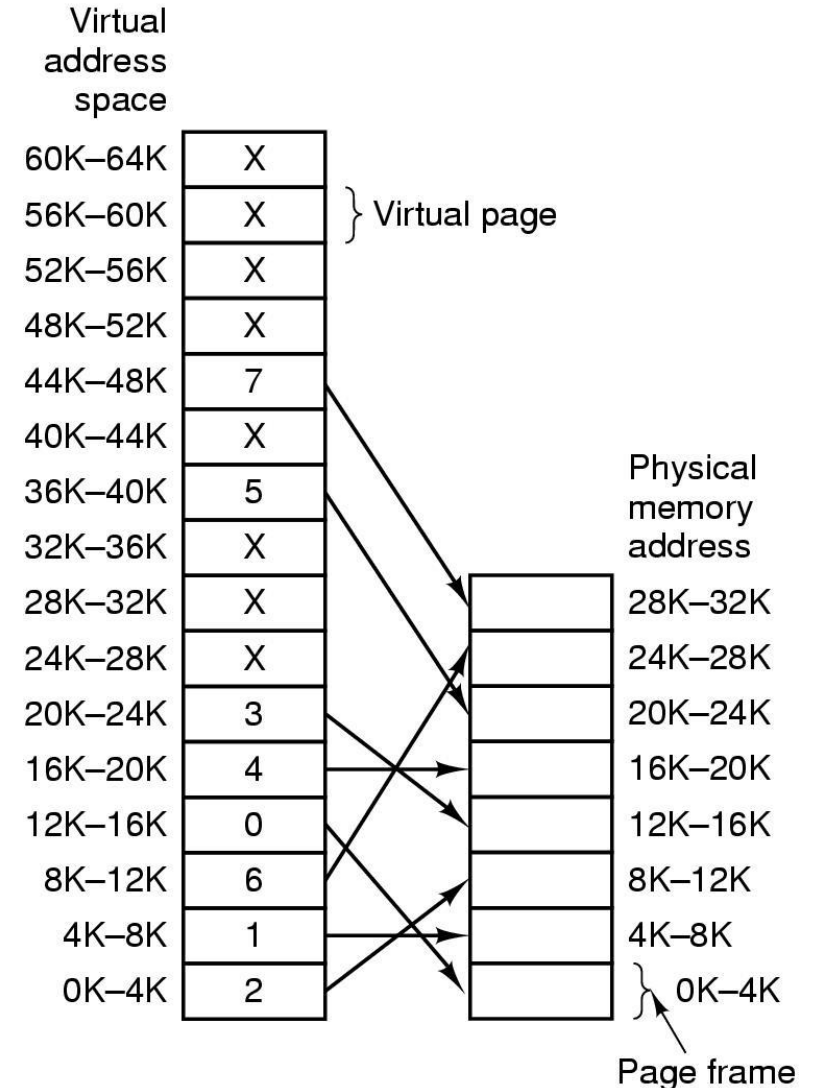 Virtual
address
space
60K–64K X
56K–60K X } Virtual page
52K–56K X
48K–52K X
44K–48K 7
40K–44K X
36K–40K 5
32K–36K X
28K–32K X
24K–28K X
20K–24K 3
16K–20K 4
12K–16K 0
8K–12K 6
4K–8K 1
0K–4K 2
Physical
memory
address
28K–32K
24K–28K
20K–24K
16K–20K
12K–16K
8K–12K
4K–8K
} 0K–4K
Page frame